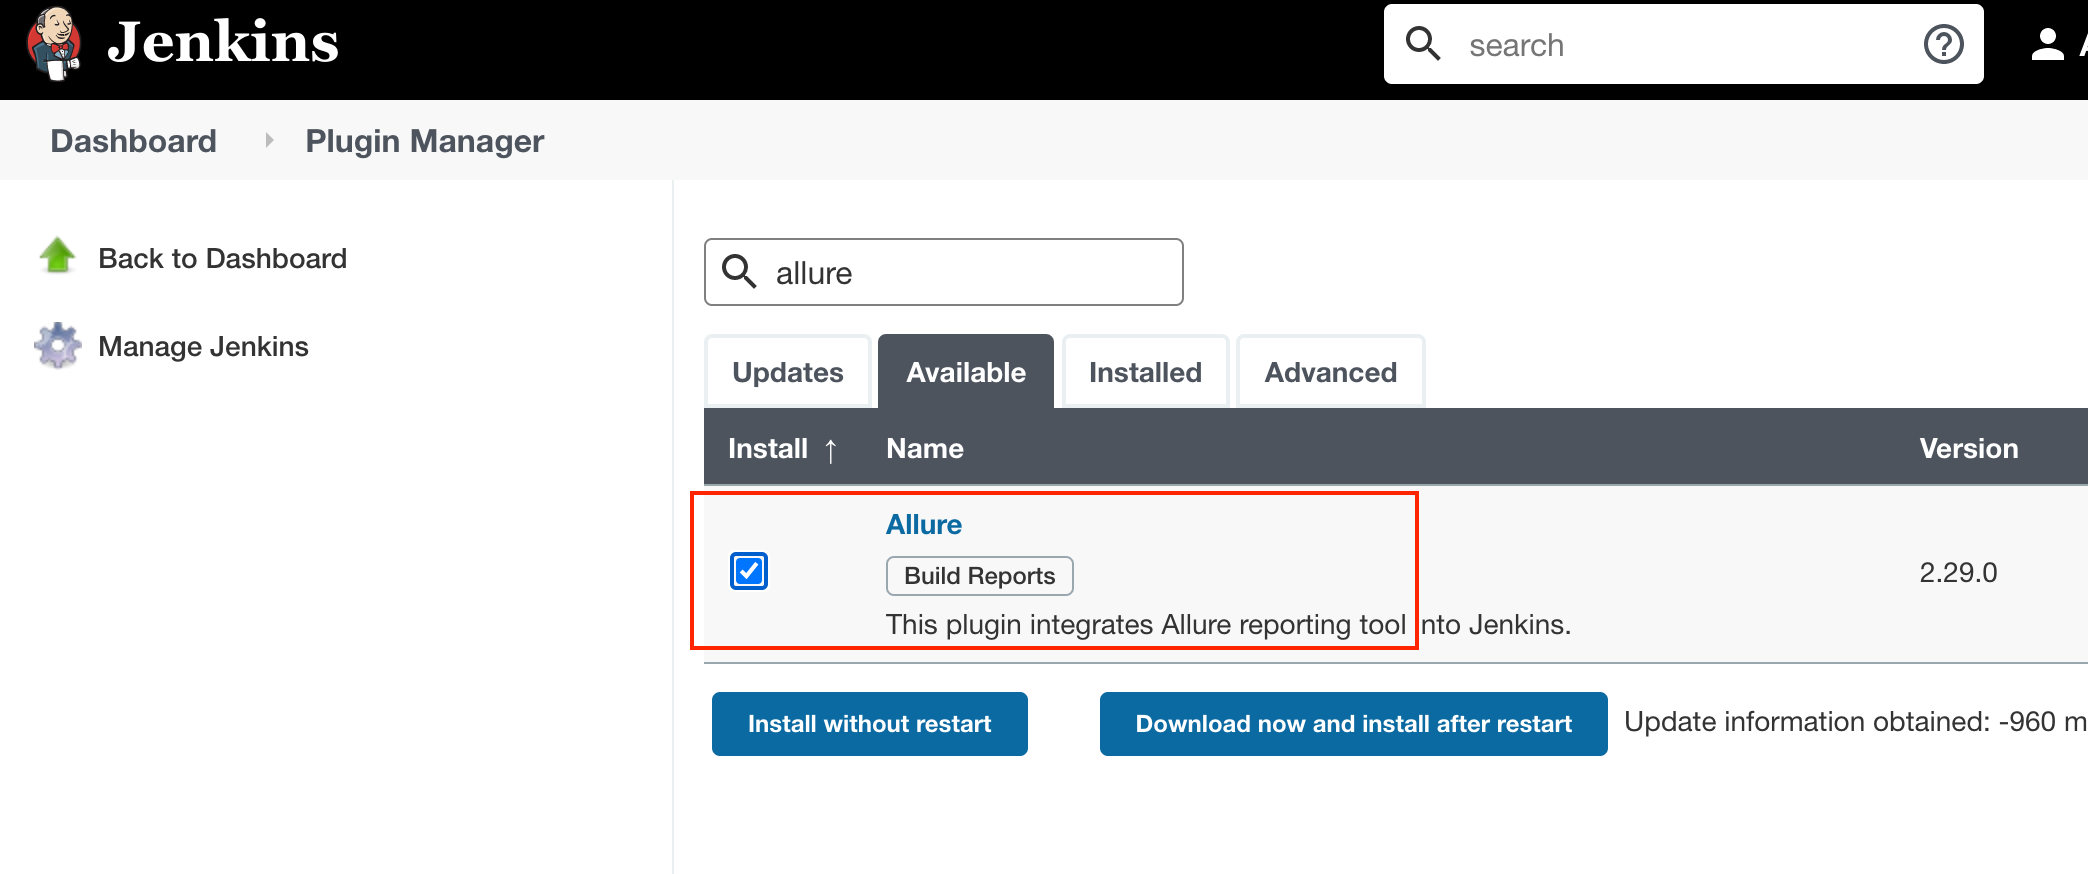 Jenkins
search
Dashboard
Plugin Manager
Back to Dashboard
Manage Jenkins
allure
Updates
Available
Installed
Advanced
Install ↑ Name Version
Allure
Build Reports
2.29.0
This plugin integrates Allure reporting tool into Jenkins.
Install without restart
Download now and install after restart
Update information obtained: -960 m